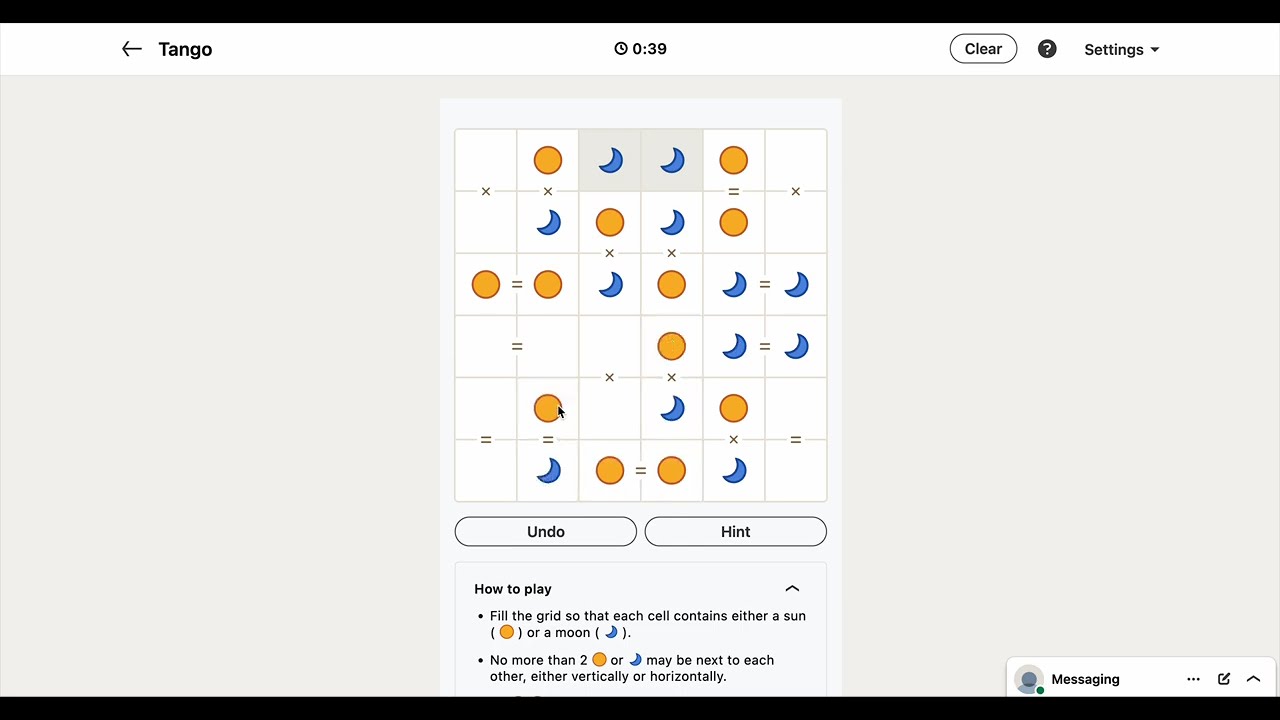 Tango
0:39
Clear
?
Settings
× × = ×
× ×
= =
= =
× ×
= = × =
=
Undo
Hint
How to play
• Fill the grid so that each cell contains either a sun
( ) or a moon ( ).
• No more than 2 or may be next to each
other, either vertically or horizontally.
Messaging